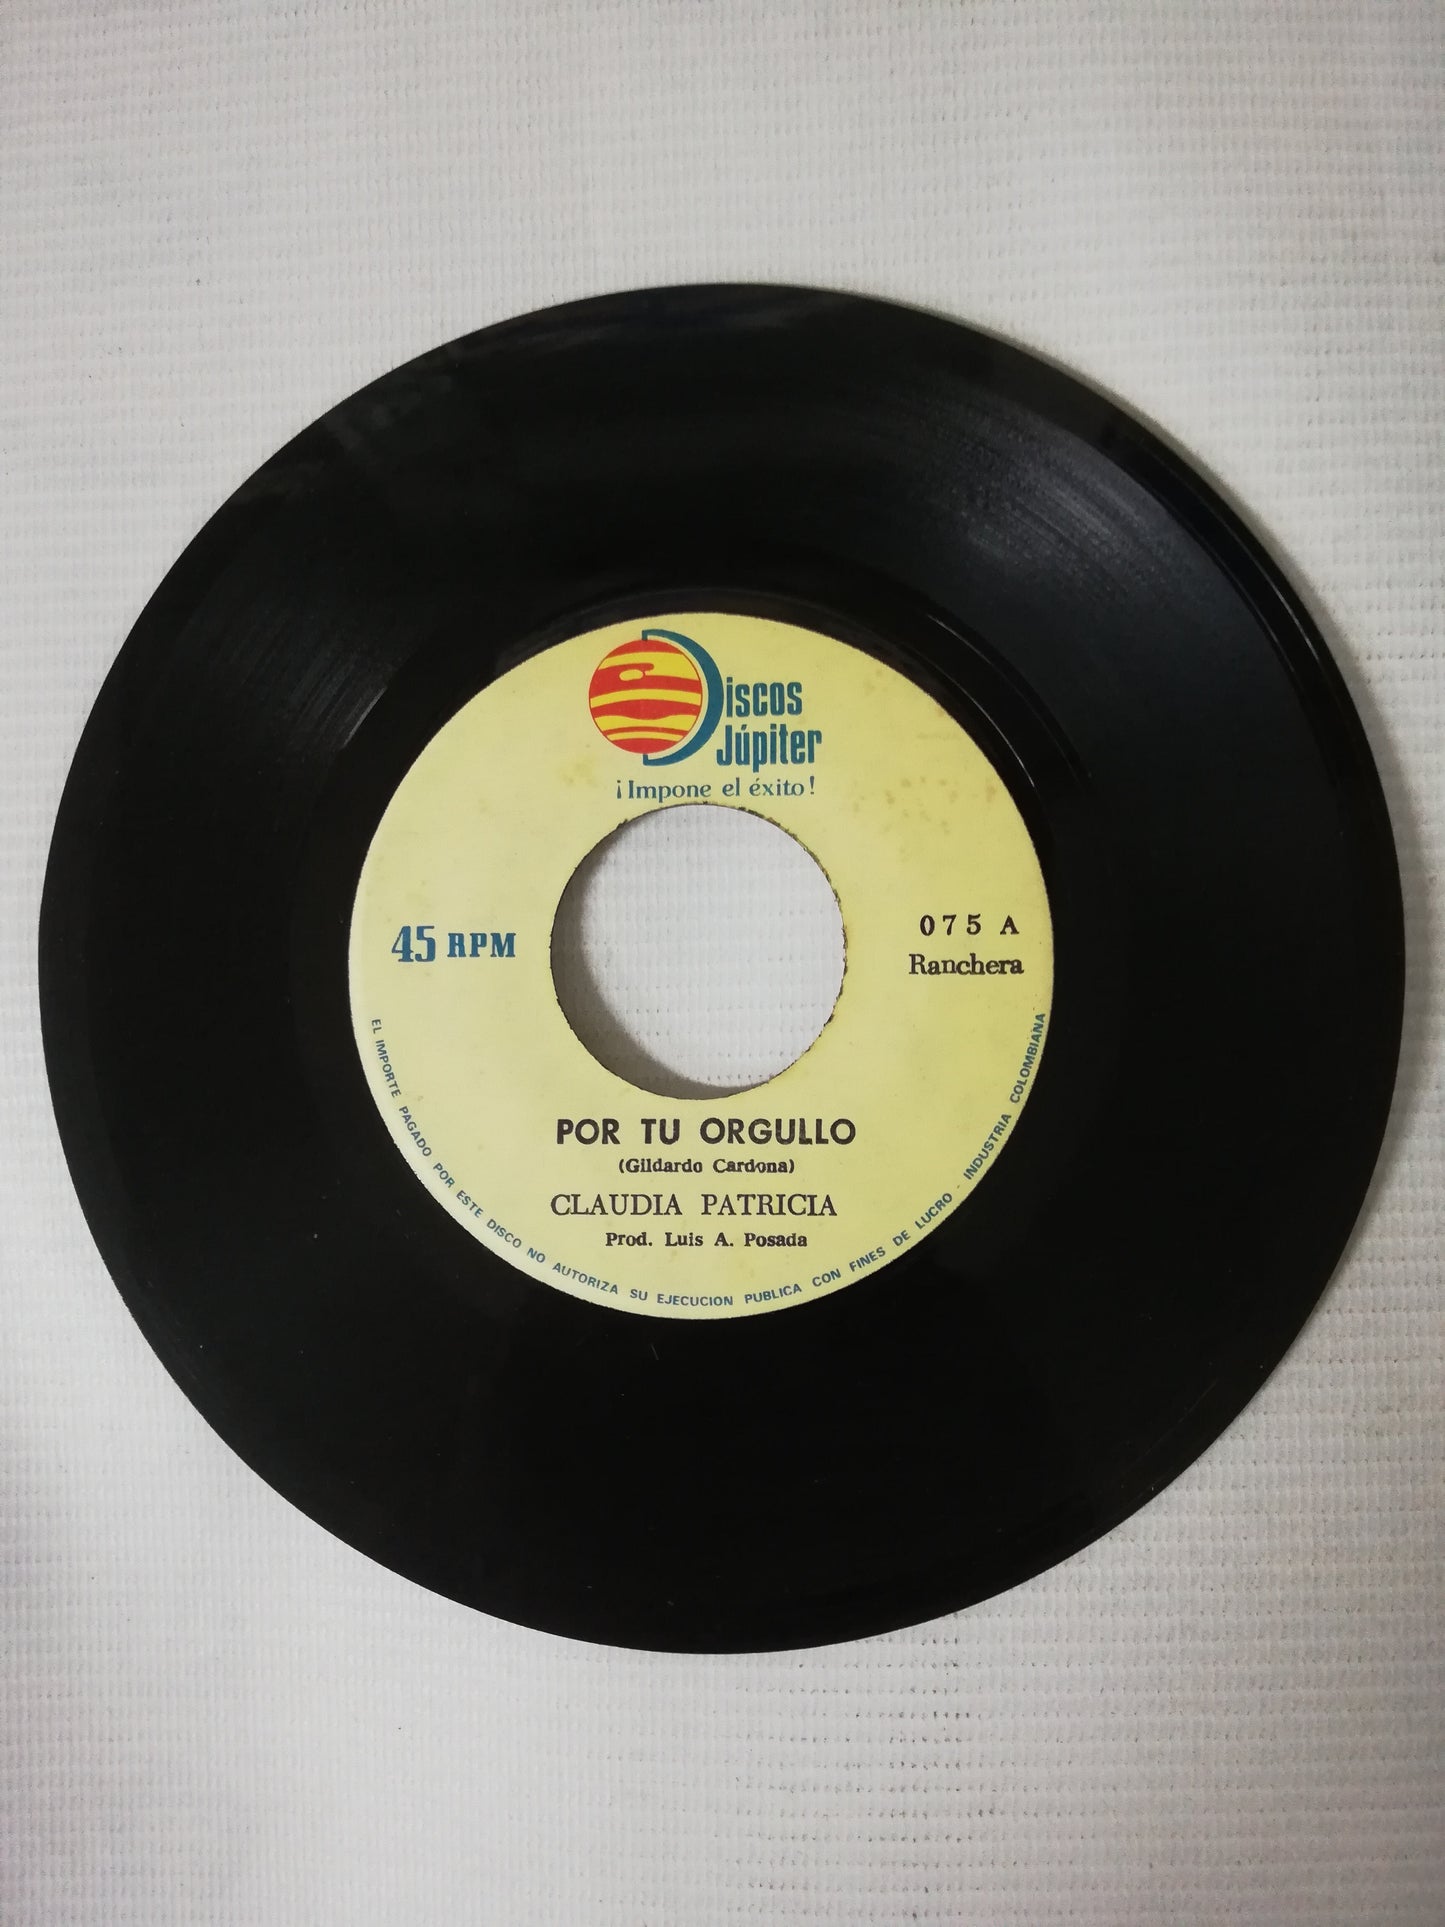 Discos
Júpiter
¡Impone el éxito!
45 RPM
075 A
Ranchera
POR TU ORGULLO
(Gildardo Cardona)
CLAUDIA PATRICIA
Prod. Luis A. Posada
EL IMPORTE PAGADO POR ESTE DISCO NO AUTORIZA SU EJECUCION PUBLICA CON FINES DE LUCRO - INDUSTRIA COLOMBIANA